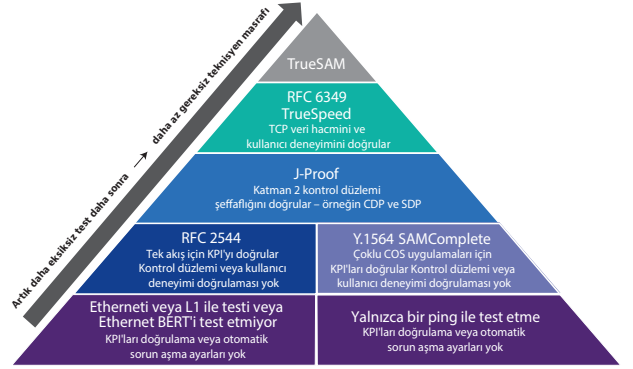 Artık daha eksiksiz test daha sonra → daha az gereksiz teknisyen masrafı
TrueSAM
RFC 6349
TrueSpeed
TCP veri hacmini ve
kullanıcı deneyimini doğrular
J-Proof
Katman 2 kontrol düzlemi
şeffaflığını doğrular – örneğin CDP ve SDP
RFC 2544
Tek akış için KPI'yı doğrular
Kontrol düzlemi veya kullanıcı
deneyimi doğrulaması yok
Y.1564 SAMComplete
Çoklu COS uygulamaları için
KPI'ları doğrular Kontrol düzlemi veya
kullanıcı deneyimi doğrulaması yok
Etherneti veya L1 ile testi veya
Ethernet BERT'i test etmiyor
KPI'ları doğrulama veya otomatik
sorun aşma ayarları yok
Yalnızca bir ping ile test etme
KPI'ları doğrulama veya otomatik
sorun aşma ayarları yok